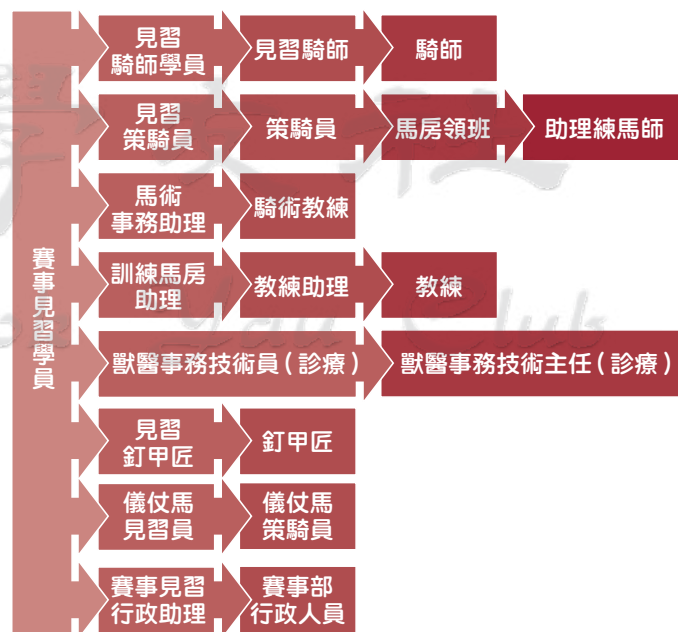 賽事見習學員
見習
騎師學員
見習騎師
騎師
見習
策騎員
策騎員
馬房領班
助理練馬師
馬術
事務助理
騎術教練
訓練馬房
助理
教練助理
教練
獸醫事務技術員(診療)
獸醫事務技術主任(診療)
見習
釘甲匠
釘甲匠
儀仗馬
見習員
儀仗馬
策騎員
賽事見習
行政助理
賽事部
行政人員